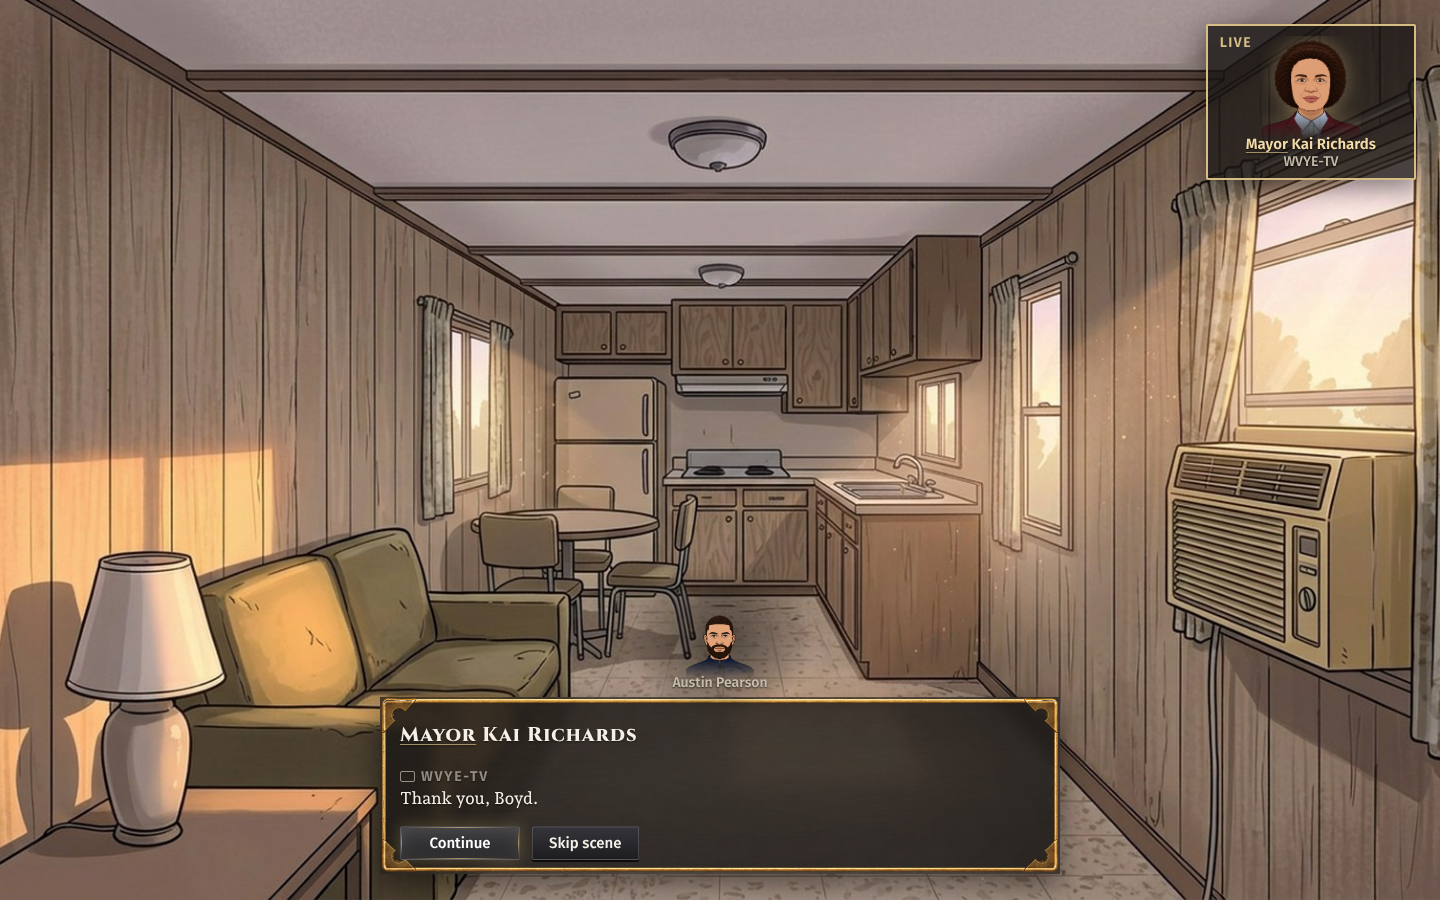 LIVE
Mayor Kai Richards
WVYE-TV
Austin Pearson
Mayor Kai Richards
WVYE-TV
Thank you, Boyd.
Continue
Skip scene